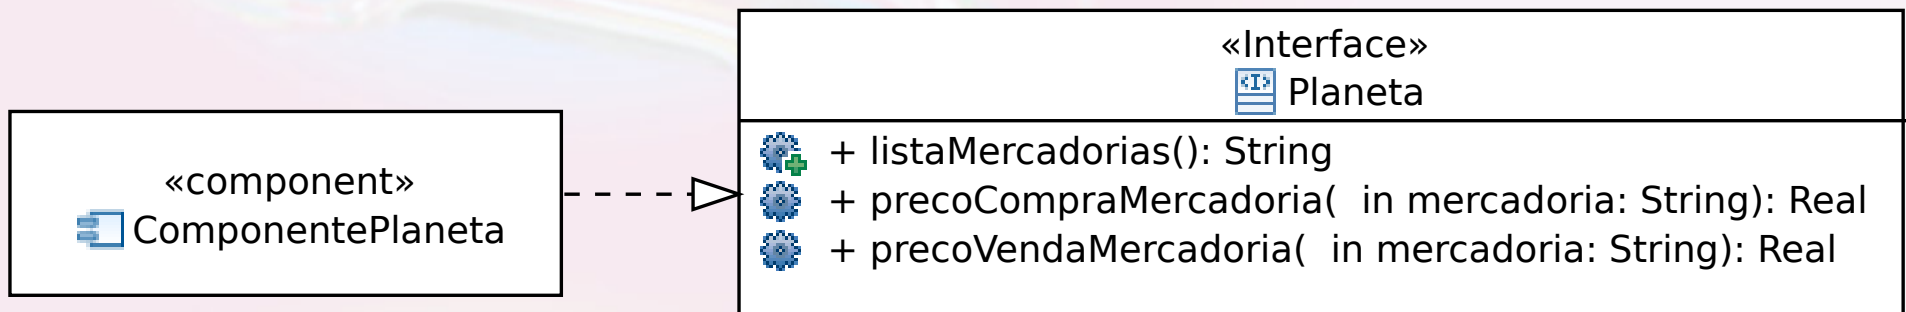 «component»
ComponentePlaneta
«Interface»
Planeta
+ listaMercadorias(): String
+ precoCompraMercadoria(  in mercadoria: String): Real
+ precoVendaMercadoria(  in mercadoria: String): Real